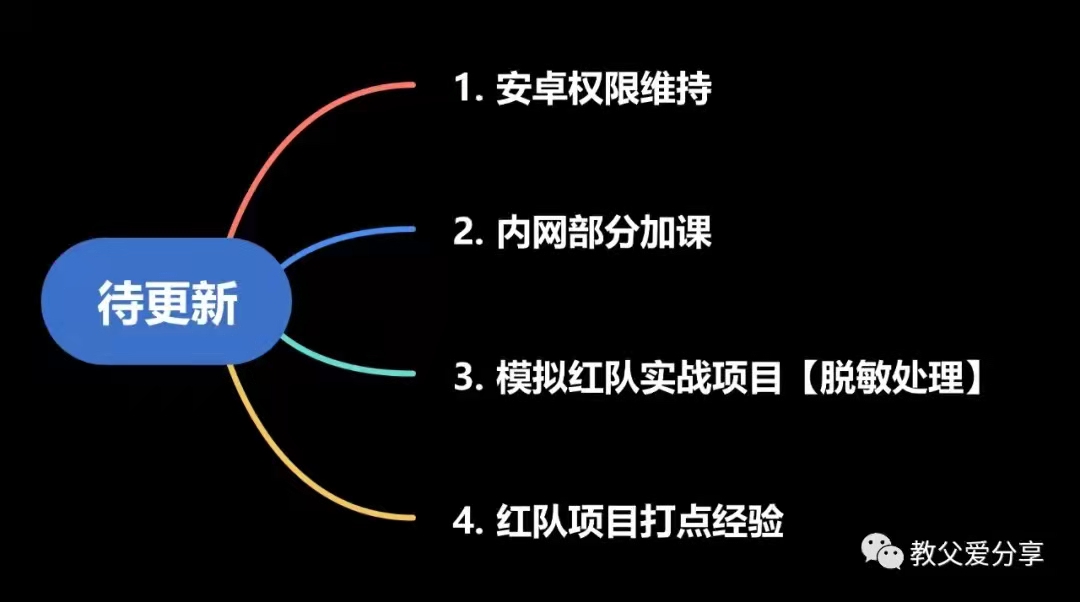 1. 安卓权限维持
2. 内网部分加课
待更新
3. 模拟红队实战项目【脱敏处理】
4. 红队项目打点经验
教父爱分享